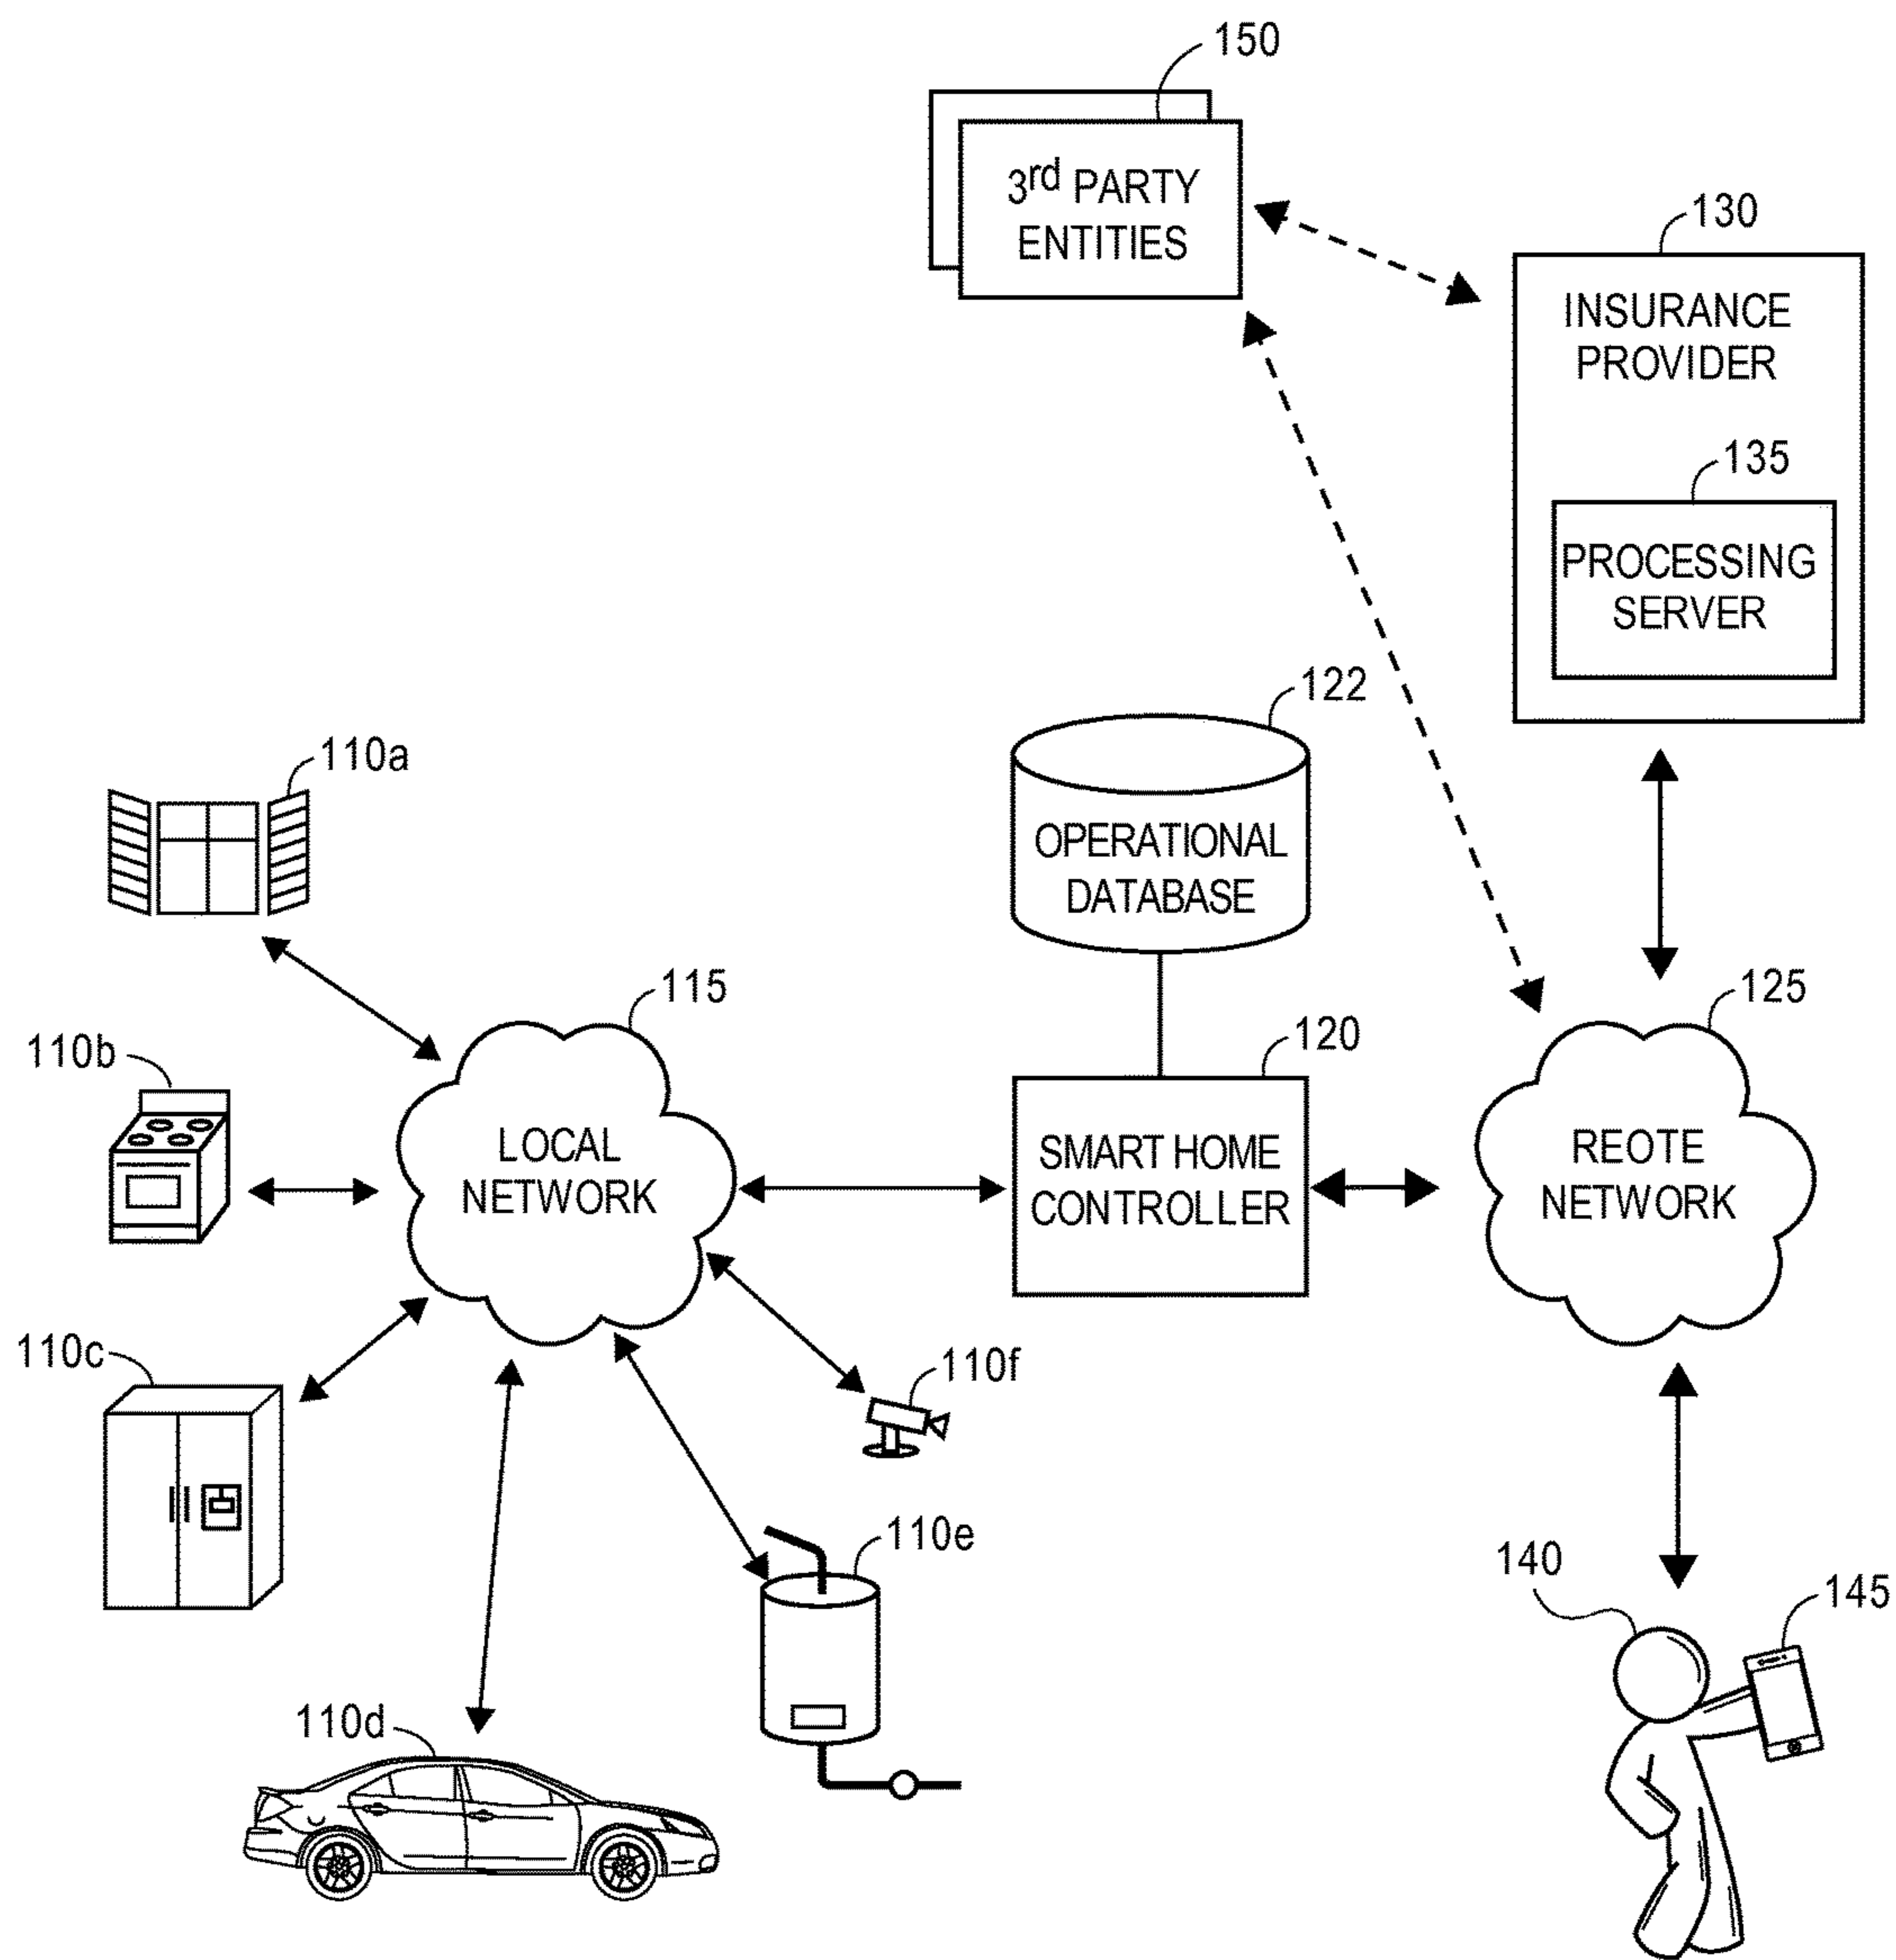 150
3rd PARTY
ENTITIES
130
INSURANCE
PROVIDER
135
PROCESSING
SERVER
122
OPERATIONAL
DATABASE
110a
115
125
120
110b
LOCAL
NETWORK
SMART HOME
CONTROLLER
REOTE
NETWORK
110c
110f
110e
140
145
110d